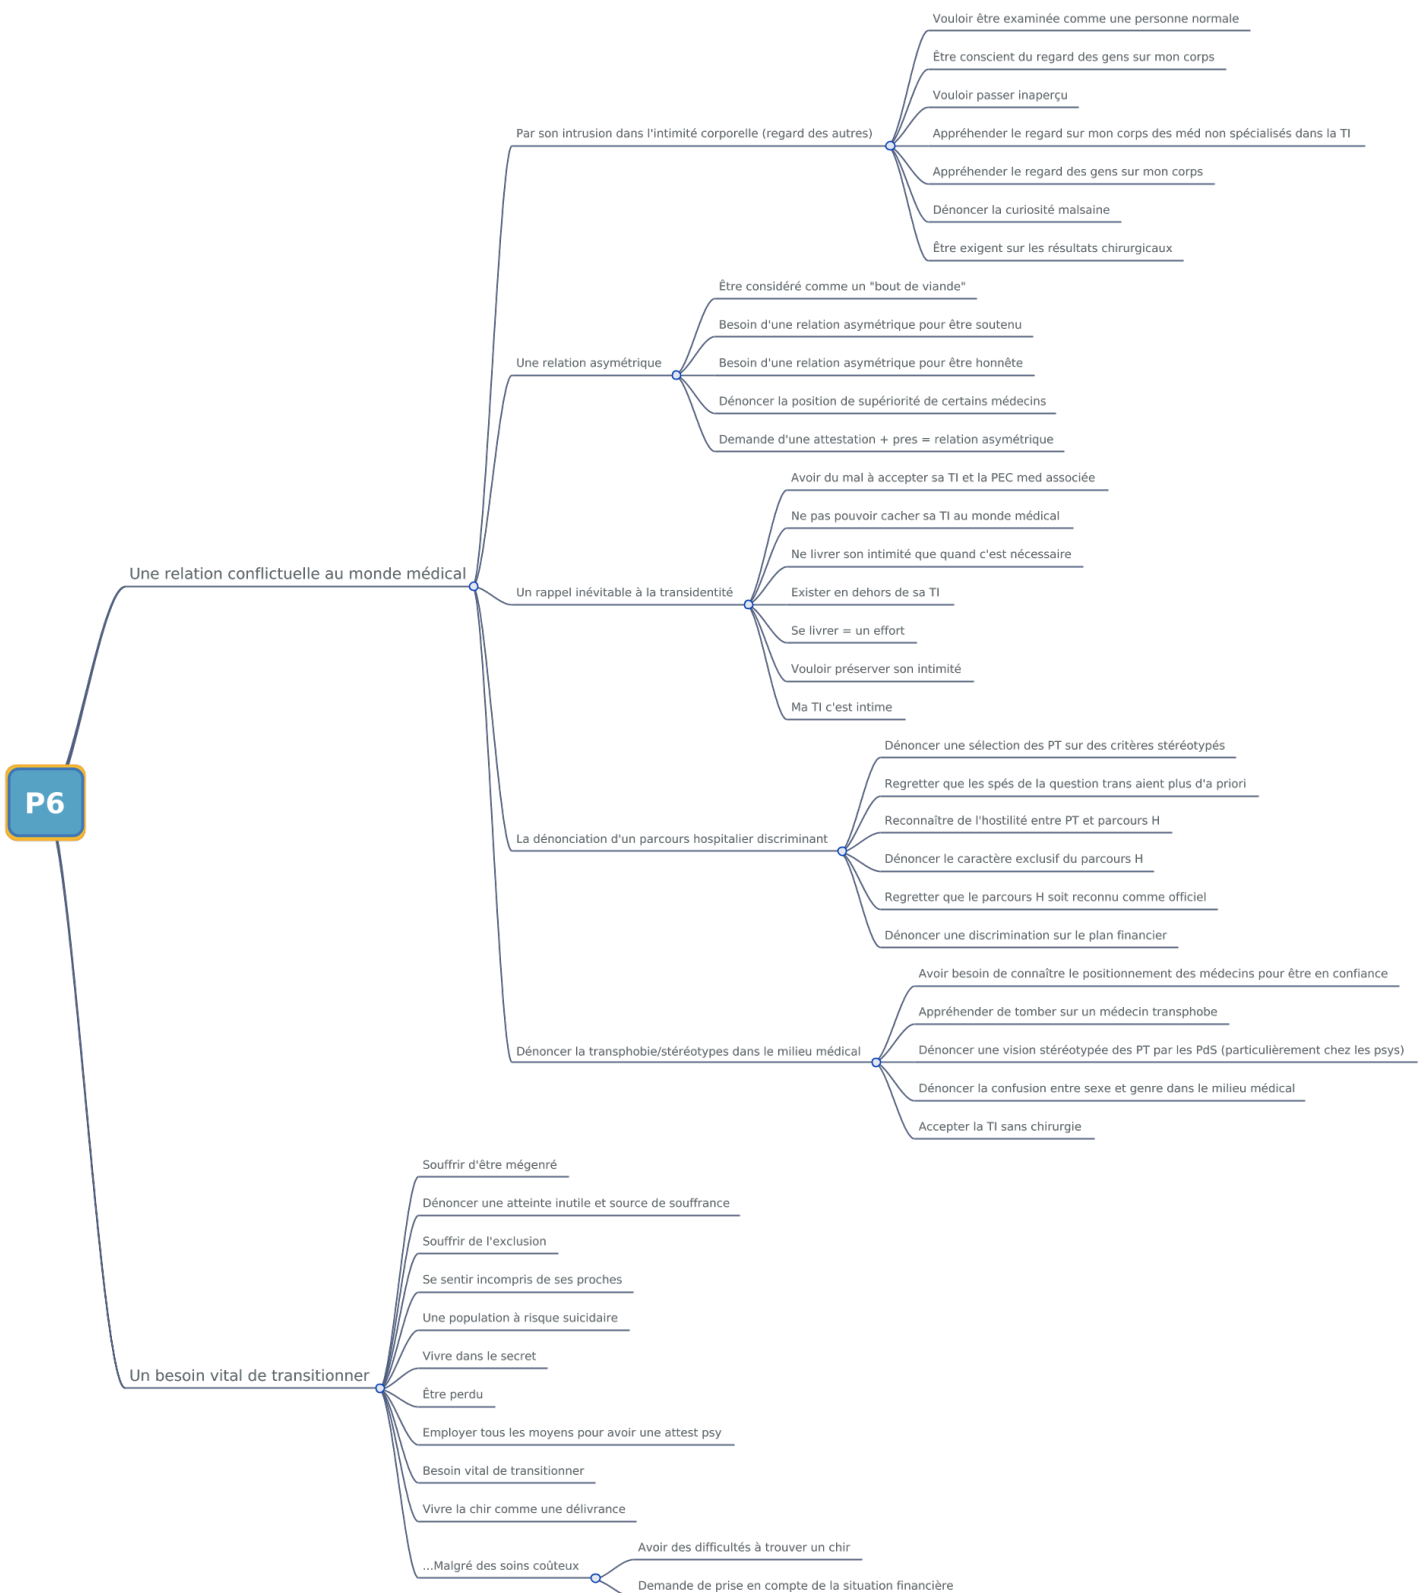 P6
Une relation conflictuelle au monde médical
Par son intrusion dans l'intimité corporelle (regard des autres)
Vouloir être examinée comme une personne normale
Être conscient du regard des gens sur mon corps
Vouloir passer inaperçu
Appréhender le regard sur mon corps des méd non spécialisés dans la TI
Appréhender le regard des gens sur mon corps
Dénoncer la curiosité malsaine
Être exigent sur les résultats chirurgicaux
Une relation asymétrique
Être considéré comme un "bout de viande"
Besoin d'une relation asymétrique pour être soutenu
Besoin d'une relation asymétrique pour être honnête
Dénoncer la position de supériorité de certains médecins
Demande d'une attestation + pres = relation asymétrique
Un rappel inévitable à la transidentité
Avoir du mal à accepter sa TI et la PEC med associée
Ne pas pouvoir cacher sa TI au monde médical
Ne livrer son intimité que quand c'est nécessaire
Exister en dehors de sa TI
Se livrer = un effort
Vouloir préserver son intimité
Ma TI c'est intime
La dénonciation d'un parcours hospitalier discriminant
Dénoncer une sélection des PT sur des critères stéréotypés
Regretter que les spés de la question trans aient plus d'a priori
Reconnaître de l'hostilité entre PT et parcours H
Dénoncer le caractère exclusif du parcours H
Regretter que le parcours H soit reconnu comme officiel
Dénoncer une discrimination sur le plan financier
Dénoncer la transphobie/stéréotypes dans le milieu médical
Avoir besoin de connaître le positionnement des médecins pour être en confiance
Appréhender de tomber sur un médecin transphobe
Dénoncer une vision stéréotypée des PT par les PdS (particulièrement chez les psys)
Dénoncer la confusion entre sexe et genre dans le milieu médical
Accepter la TI sans chirurgie
Un besoin vital de transitionner
Souffrir d'être mégenré
Dénoncer une atteinte inutile et source de souffrance
Souffrir de l'exclusion
Se sentir incompris de ses proches
Une population à risque suicidaire
Vivre dans le secret
Être perdu
Employer tous les moyens pour avoir une attest psy
Besoin vital de transitionner
Vivre la chir comme une délivrance
...Malgré des soins coûteux
Avoir des difficultés à trouver un chir
Demande de prise en compte de la situation financière